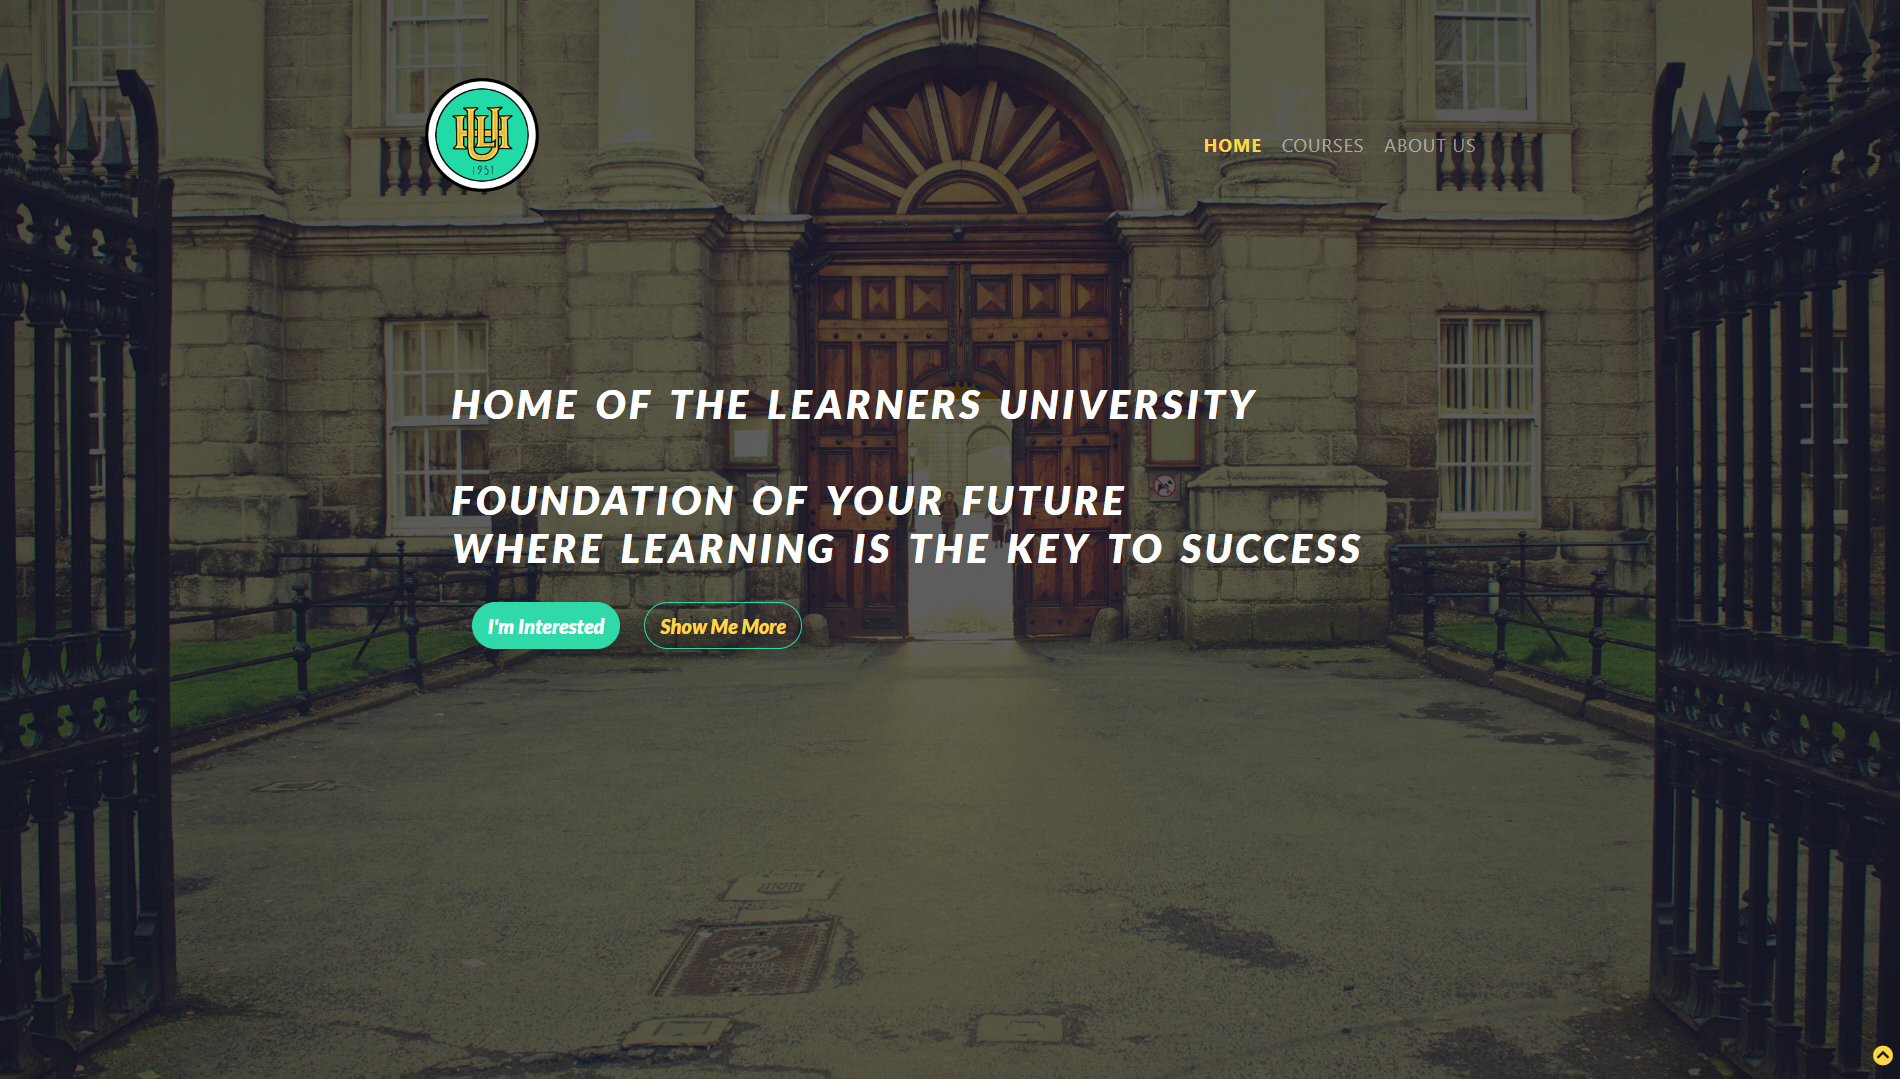 HLUH
1951
HOME COURSES ABOUT US
HOME OF THE LEARNERS UNIVERSITY
FOUNDATION OF YOUR FUTURE
WHERE LEARNING IS THE KEY TO SUCCESS
I'm Interested Show Me More